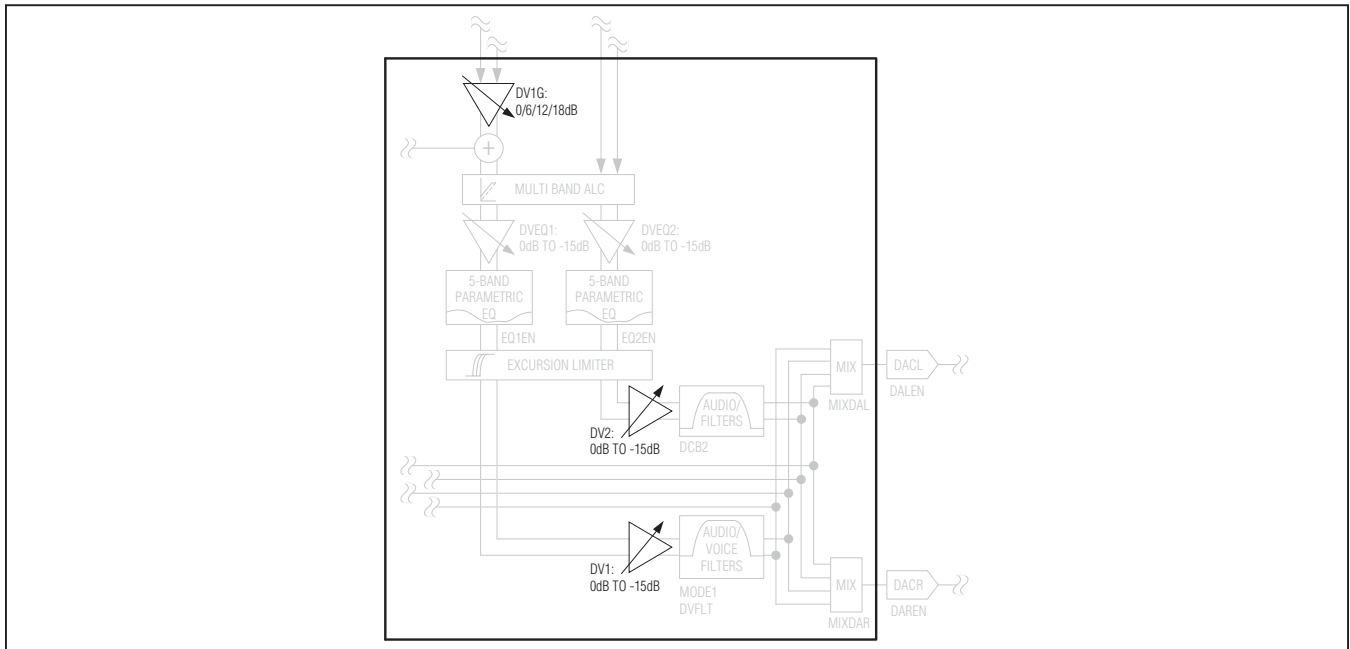 DV1G:
0/6/12/18dB
+
MULTI BAND ALC
DVEQ1:
0dB TO -15dB
DVEQ2:
0dB TO -15dB
5-BAND
PARAMETRIC
EQ
5-BAND
PARAMETRIC
EQ
EQ1EN
EQ2EN
EXCURSION LIMITER
MIX
DACL
DALEN
MIXDAL
AUDIO/
FILTERS
DV2:
0dB TO -15dB
DCB2
AUDIO/
VOICE
FILTERS
DV1:
0dB TO -15dB
MODE1
DVFLT
MIX
DACR
DAREN
MIXDAR